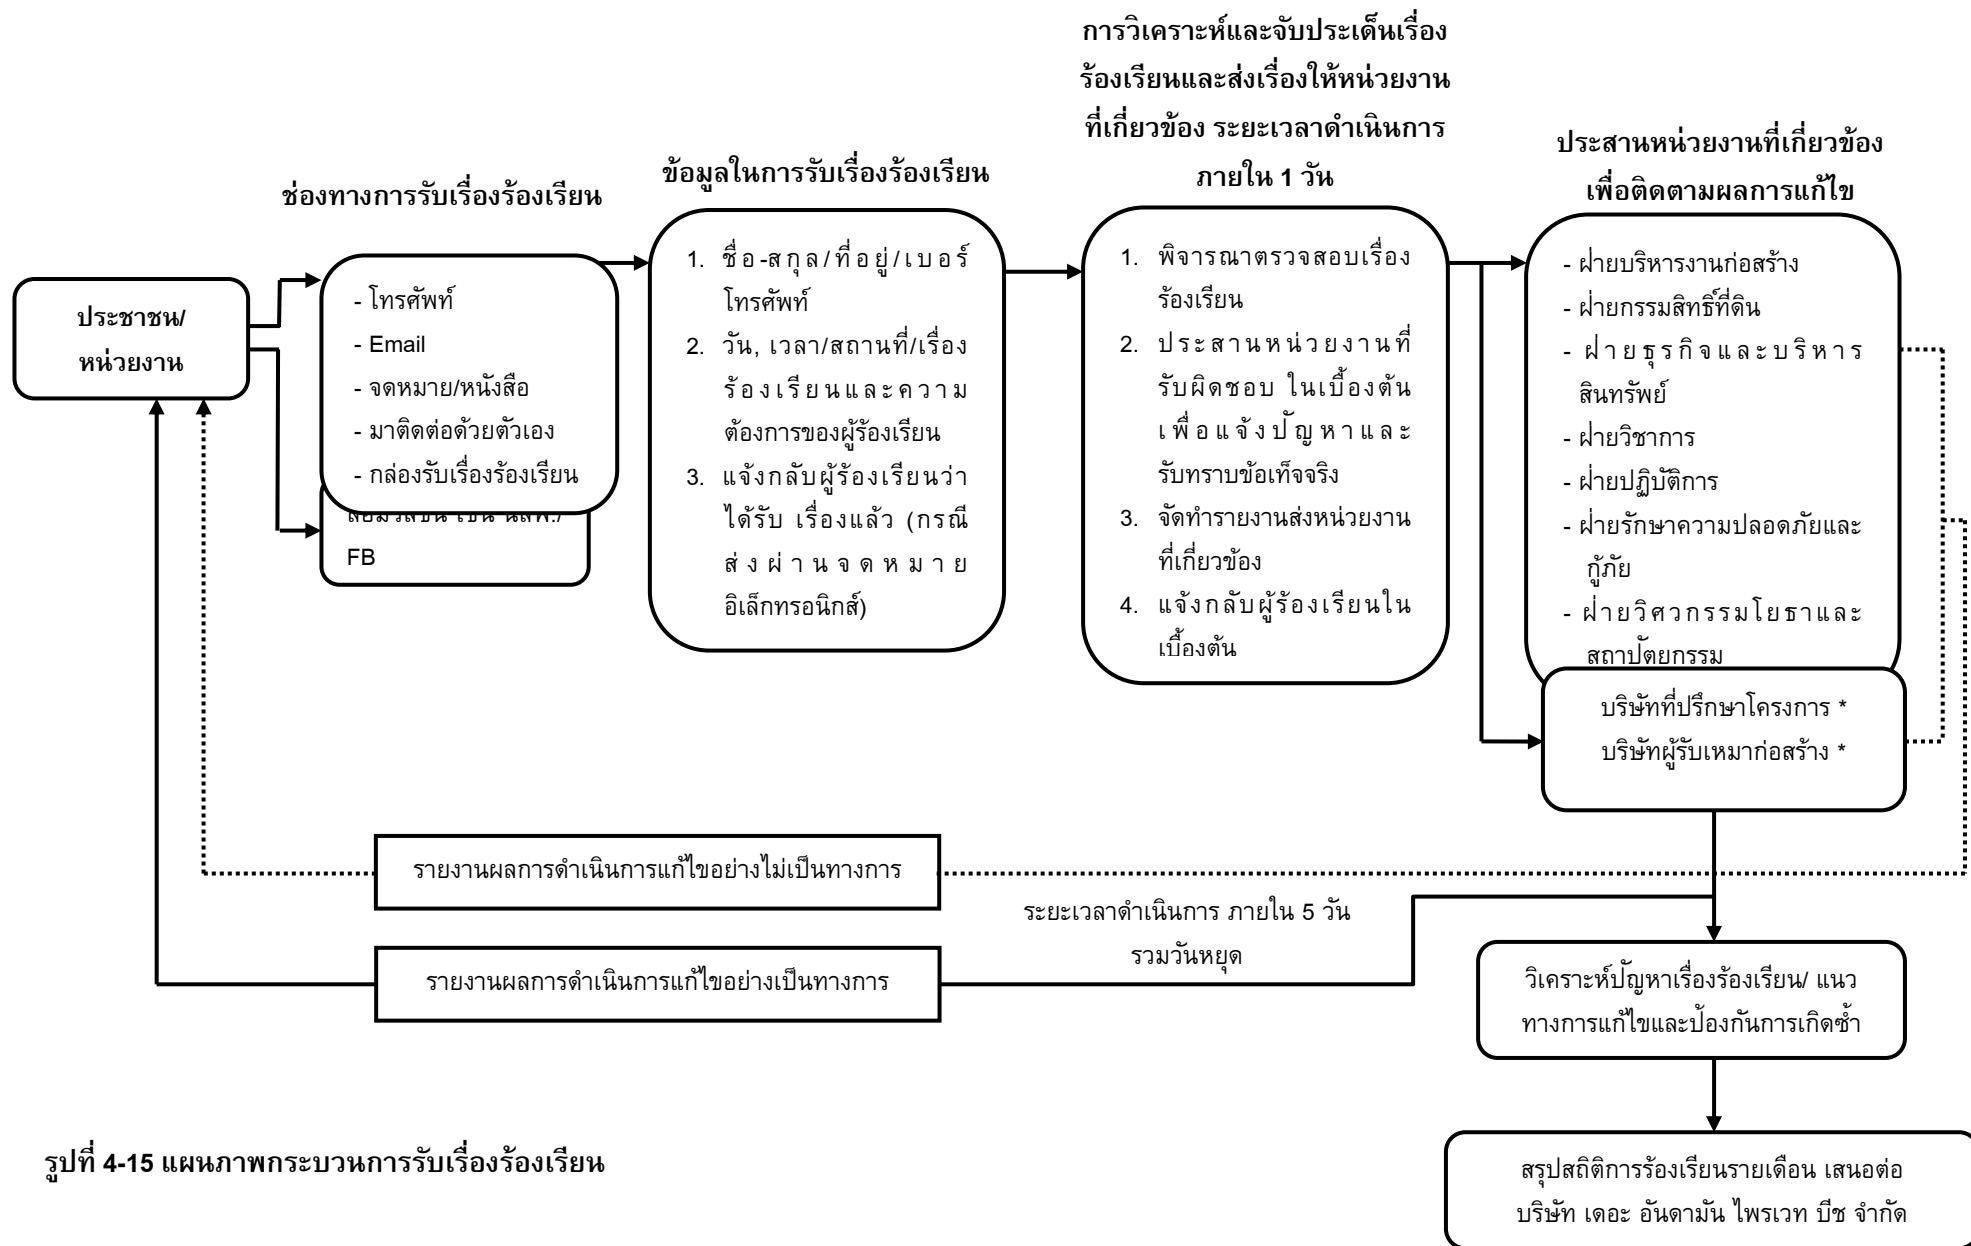 การวิเคราะห์และจับประเด็นเรื่อง
ร้องเรียนและส่งเรื่องให้หน่วยงาน
ที่เกี่ยวข้อง ระยะเวลาดำเนินการ
ภายใน 1 วัน
ประสานหน่วยงานที่เกี่ยวข้อง
เพื่อติดตามผลการแก้ไข
ข้อมูลในการรับเรื่องร้องเรียน
ช่องทางการรับเรื่องร้องเรียน
ประชาชน/
หน่วยงาน
- โทรศัพท์
- Email
- จดหมาย/หนังสือ
- มาติดต่อด้วยตัวเอง
- กล่องรับเรื่องร้องเรียน
เช่น นสพ./
FB
1. ชื่อ-สกุล/ที่อยู่/เบอร์
โทรศัพท์
2. วัน, เวลา/สถานที่/เรื่อง
ร้องเรียนและความ
ต้องการของผู้ร้องเรียน
3. แจ้งกลับผู้ร้องเรียนว่า
ได้รับ เรื่องแล้ว (กรณี
ส่งผ่านจดหมาย
อิเล็กทรอนิกส์)
1. พิจารณาตรวจสอบเรื่อง
ร้องเรียน
2. ประสานหน่วยงานที่
รับผิดชอบ ในเบื้องต้น
เพื่อแจ้งปัญหาและ
รับทราบข้อเท็จจริง
3. จัดทำรายงานส่งหน่วยงาน
ที่เกี่ยวข้อง
4. แจ้งกลับผู้ร้องเรียนใน
เบื้องต้น
- ฝ่ายบริหารงานก่อสร้าง
- ฝ่ายกรรมสิทธิ์ที่ดิน
- ฝ่ายธุรกิจและบริหาร
สินทรัพย์
- ฝ่ายวิชาการ
- ฝ่ายปฏิบัติการ
- ฝ่ายรักษาความปลอดภัยและ
กู้ภัย
- ฝ่ายวิศวกรรมโยธาและ
สถาปัตยกรรม
บริษัทที่ปรึกษาโครงการ *
บริษัทผู้รับเหมาก่อสร้าง *
รายงานผลการดำเนินการแก้ไขอย่างไม่เป็นทางการ
ระยะเวลาดำเนินการ ภายใน 5 วัน
รวมวันหยุด
รายงานผลการดำเนินการแก้ไขอย่างเป็นทางการ
วิเคราะห์ปัญหาเรื่องร้องเรียน/ แนว
ทางการแก้ไขและป้องกันการเกิดซ้ำ
สรุปสถิติการร้องเรียนรายเดือน เสนอต่อ
บริษัท เดอะ อันดามัน ไพรเวท บีช จำกัด
รูปที่ 4-15 แผนภาพกระบวนการรับเรื่องร้องเรียน